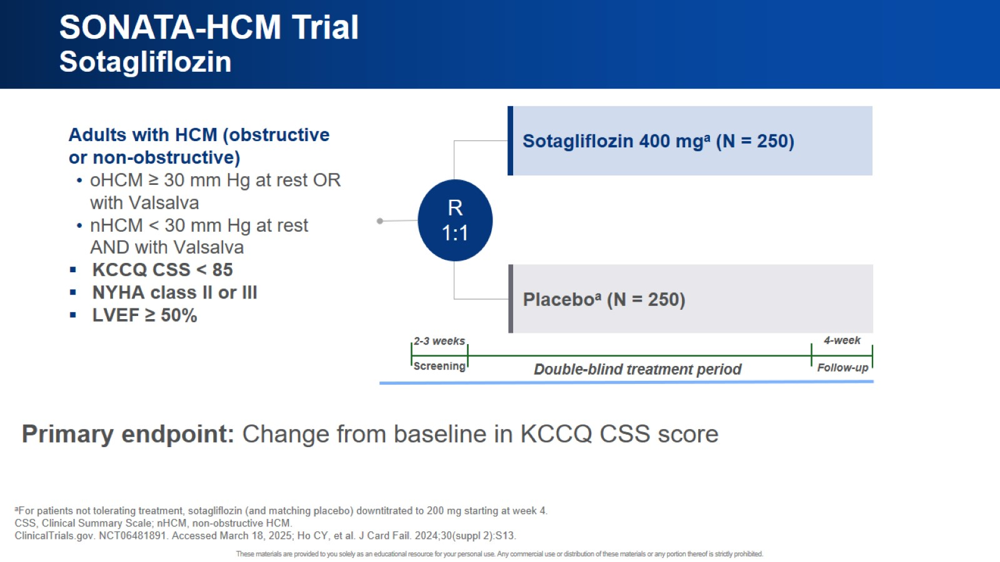 SONATA-HCM Trial
Sotagliflozin
Adults with HCM (obstructive
or non-obstructive)
• oHCM ≥ 30 mm Hg at rest OR
with Valsalva
• nHCM < 30 mm Hg at rest
AND with Valsalva
▪ KCCQ CSS < 85
▪ NYHA class II or III
▪ LVEF ≥ 50%
R
1:1
Sotagliflozin 400 mgᵃ (N = 250)
Placeboᵃ (N = 250)
2-3 weeks
Screening
Double-blind treatment period
4-week
Follow-up
Primary endpoint: Change from baseline in KCCQ CSS score
ᵃFor patients not tolerating treatment, sotagliflozin (and matching placebo) downtitrated to 200 mg starting at week 4.
CSS, Clinical Summary Scale; nHCM, non-obstructive HCM.
ClinicalTrials.gov. NCT06481891. Accessed March 18, 2025; Ho CY, et al. J Card Fail. 2024;30(suppl 2):S13.
These materials are provided to you solely as an educational resource for your personal use. Any commercial use or distribution of these materials or any portion thereof is strictly prohibited.